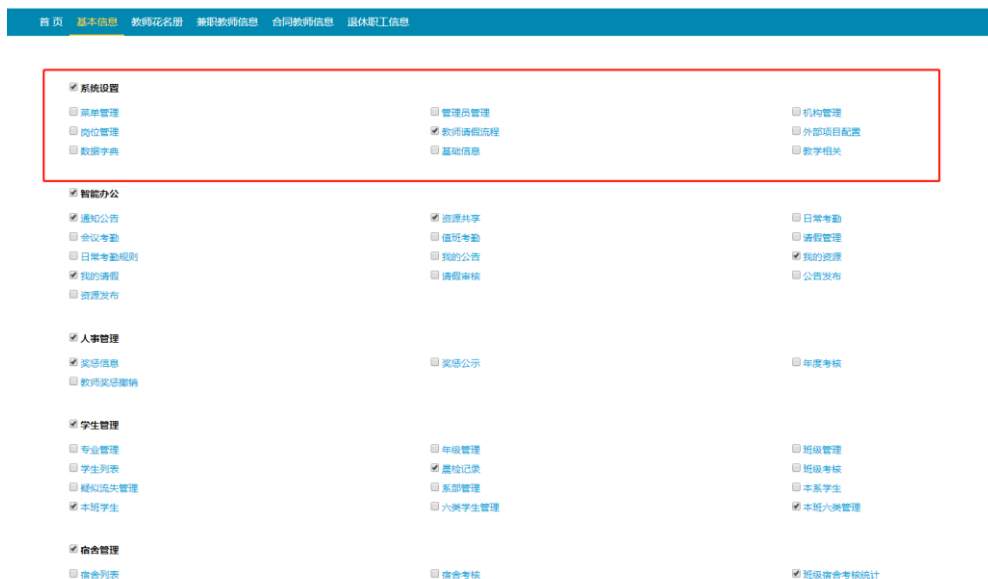 首 页 基本信息 教师花名册 兼职教师信息 合同教师信息 退休职工信息
系统设置
菜单管理 管理员管理 机构管理
岗位管理 教师请假流程 外部项目配置
数据字典 基础信息 教学相关
智能办公
通知公告 资源共享 日常考勤
会议考勤 值班考勤 请假管理
日常考勤规则 我的公告 我的资源
我的请假 请假审核 公告发布
资源发布
人事管理
奖惩信息 奖惩公示 年度考核
教师奖惩撤销
学生管理
专业管理 年级管理 班级管理
学生列表 晨检记录 班级考核
疑似流失管理 系部管理 本系学生
本班学生 六类学生管理 本班六类管理
宿舍管理
宿舍列表 宿舍考核 班级宿舍考核统计